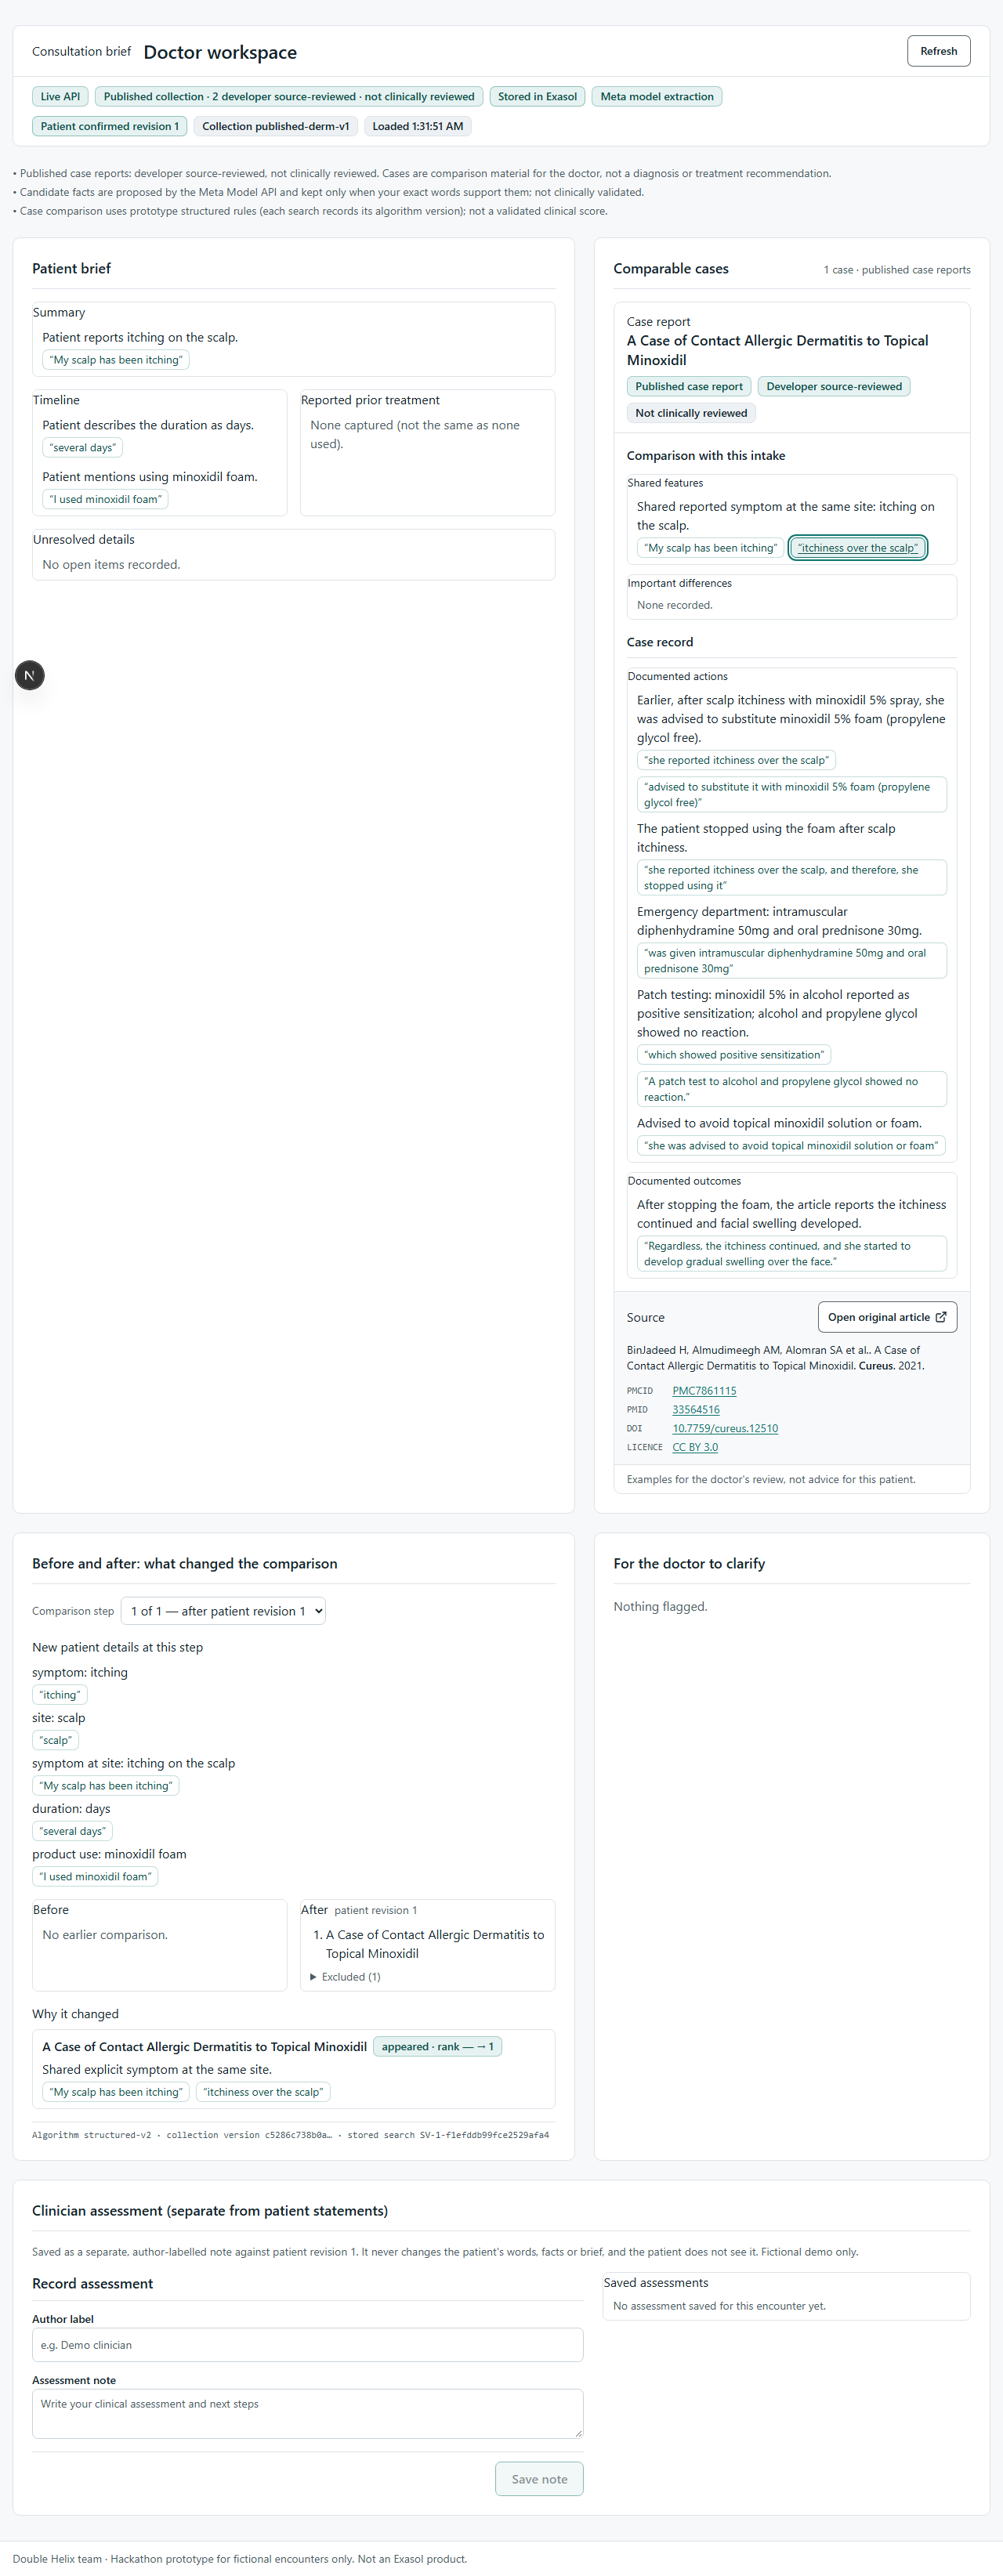 Consultation brief Doctor workspace
Refresh
Live API
Published collection · 2 developer source-reviewed · not clinically reviewed
Stored in Exasol
Meta model extraction
Patient confirmed revision 1
Collection published-derm-v1
Loaded 1:31:51 AM
• Published case reports: developer source-reviewed, not clinically reviewed. Cases are comparison material for the doctor, not a diagnosis or treatment recommendation.
• Candidate facts are proposed by the Meta Model API and kept only when your exact words support them; not clinically validated.
• Case comparison uses prototype structured rules (each search records its algorithm version); not a validated clinical score.
Patient brief
Summary
Patient reports itching on the scalp.
“My scalp has been itching”
Timeline
Patient describes the duration as days.
“several days”
Patient mentions using minoxidil foam.
“I used minoxidil foam”
Reported prior treatment
None captured (not the same as none
used).
Unresolved details
No open items recorded.
N
Comparable cases
1 case · published case reports
Case report
A Case of Contact Allergic Dermatitis to Topical
Minoxidil
Published case report
Developer source-reviewed
Not clinically reviewed
Comparison with this intake
Shared features
Shared reported symptom at the same site: itching on
the scalp.
“My scalp has been itching”
“itchiness over the scalp”
Important differences
None recorded.
Case record
Documented actions
Earlier, after scalp itchiness with minoxidil 5% spray, she
was advised to substitute minoxidil 5% foam (propylene
glycol free).
“she reported itchiness over the scalp”
“advised to substitute it with minoxidil 5% foam (propylene
glycol free)”
The patient stopped using the foam after scalp
itchiness.
“she reported itchiness over the scalp, and therefore, she
stopped using it”
Emergency department: intramuscular
diphenhydramine 50mg and oral prednisone 30mg.
“was given intramuscular diphenhydramine 50mg and oral
prednisone 30mg”
Patch testing: minoxidil 5% in alcohol reported as
positive sensitization; alcohol and propylene glycol
showed no reaction.
“which showed positive sensitization”
“A patch test to alcohol and propylene glycol showed no
reaction.”
Advised to avoid topical minoxidil solution or foam.
“she was advised to avoid topical minoxidil solution or foam”
Documented outcomes
After stopping the foam, the article reports the itchiness
continued and facial swelling developed.
“Regardless, the itchiness continued, and she started to
develop gradual swelling over the face.”
Source
Open original article
BinJadeed H, Almudimeegh AM, Alomran SA et al.. A Case of
Contact Allergic Dermatitis to Topical Minoxidil. Cureus. 2021.
PMCID PMC7861115
PMID 33564516
DOI 10.7759/cureus.12510
LICENCE CC BY 3.0
Examples for the doctor's review, not advice for this patient.
Before and after: what changed the comparison
Comparison step
1 of 1 — after patient revision 1
New patient details at this step
symptom: itching
“itching”
site: scalp
“scalp”
symptom at site: itching on the scalp
“My scalp has been itching”
duration: days
“several days”
product use: minoxidil foam
“I used minoxidil foam”
Before
No earlier comparison.
After patient revision 1
1. A Case of Contact Allergic Dermatitis to
Topical Minoxidil
▶ Excluded (1)
Why it changed
A Case of Contact Allergic Dermatitis to Topical Minoxidil
appeared · rank — → 1
Shared explicit symptom at the same site.
“My scalp has been itching”
“itchiness over the scalp”
Algorithm structured-v2 · collection version c5286c738b0a… · stored search SV-1-f1efddb99fce2529afa4
For the doctor to clarify
Nothing flagged.
Clinician assessment (separate from patient statements)
Saved as a separate, author-labelled note against patient revision 1. It never changes the patient's words, facts or brief, and the patient does not see it. Fictional demo only.
Record assessment
Author label
e.g. Demo clinician
Assessment note
Write your clinical assessment and next steps
Save note
Saved assessments
No assessment saved for this encounter yet.
Double Helix team · Hackathon prototype for fictional encounters only. Not an Exasol product.